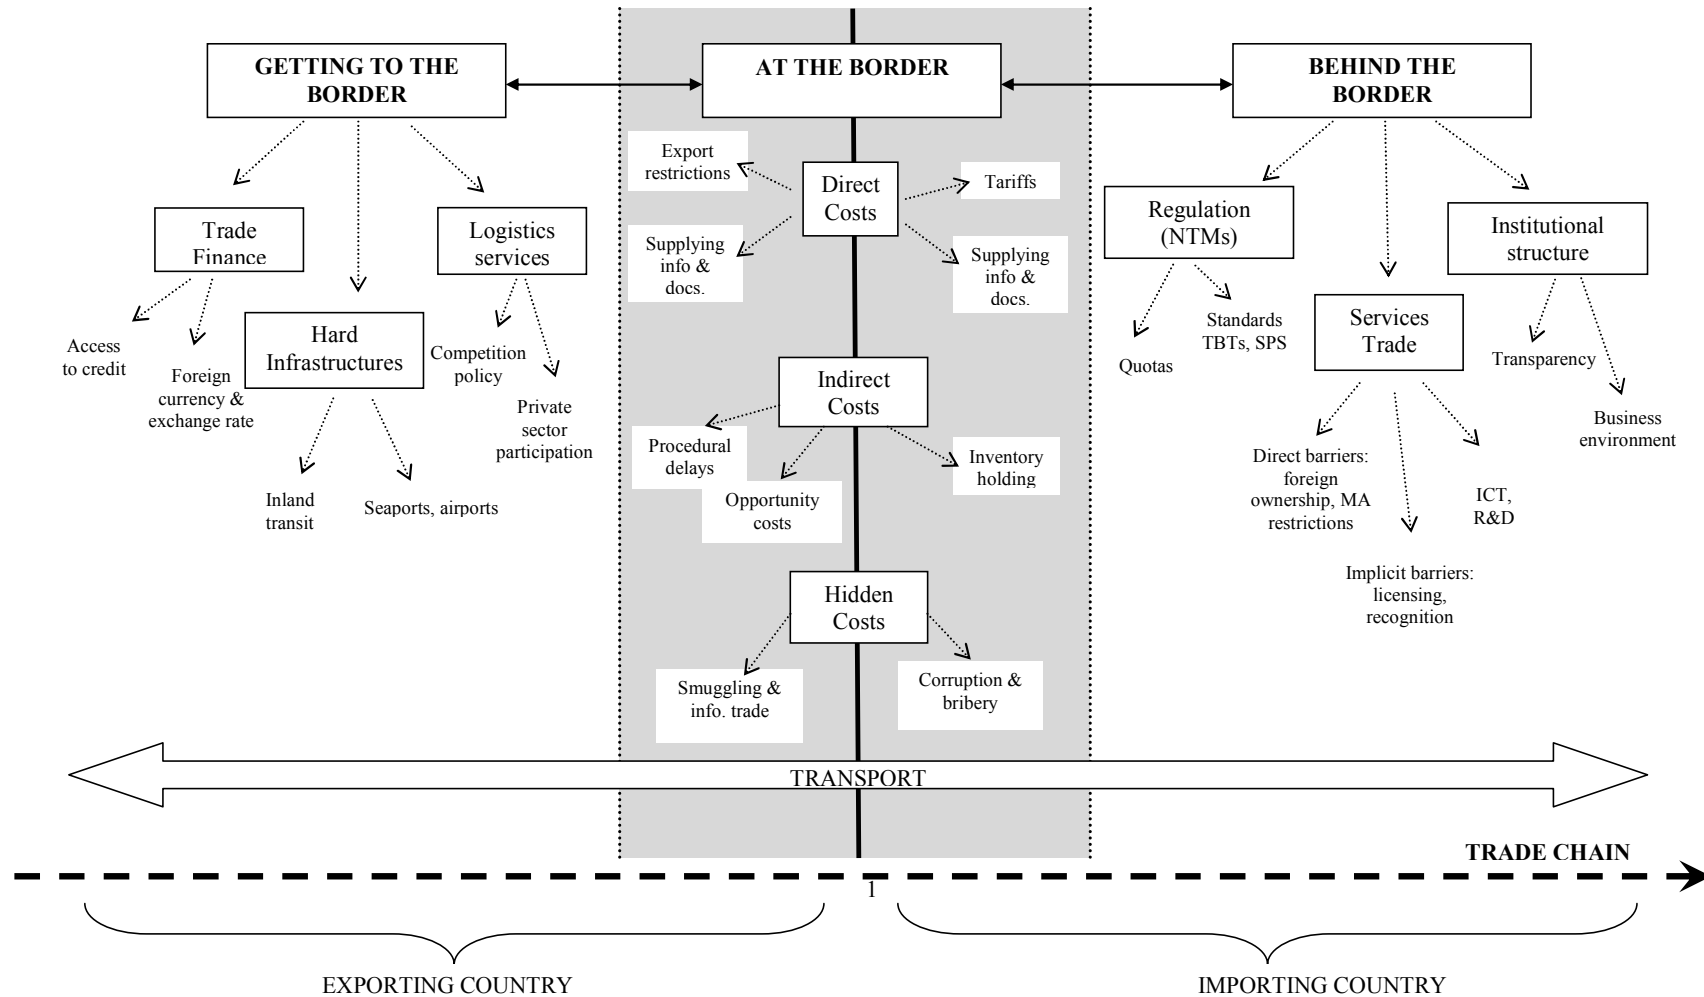 GETTING TO THE
BORDER
AT THE BORDER
BEHIND THE
BORDER
Trade
Finance
Logistics
services
Hard
Infrastructures
Access
to credit
Foreign
currency &
exchange rate
Competition
policy
Private
sector
participation
Inland
transit
Seaports, airports
Export
restrictions
Direct
Costs
Tariffs
Supplying
info &
docs.
Supplying
info &
docs.
Indirect
Costs
Procedural
delays
Opportunity
costs
Inventory
holding
Hidden
Costs
Smuggling &
info. trade
Corruption &
bribery
Regulation
(NTMs)
Institutional
structure
Services
Trade
Quotas
Standards
TBTs, SPS
Transparency
Business
environment
Direct barriers:
foreign
ownership, MA
restrictions
ICT,
R&D
Implicit barriers:
licensing,
recognition
TRANSPORT
TRADE CHAIN
1
EXPORTING COUNTRY
IMPORTING COUNTRY